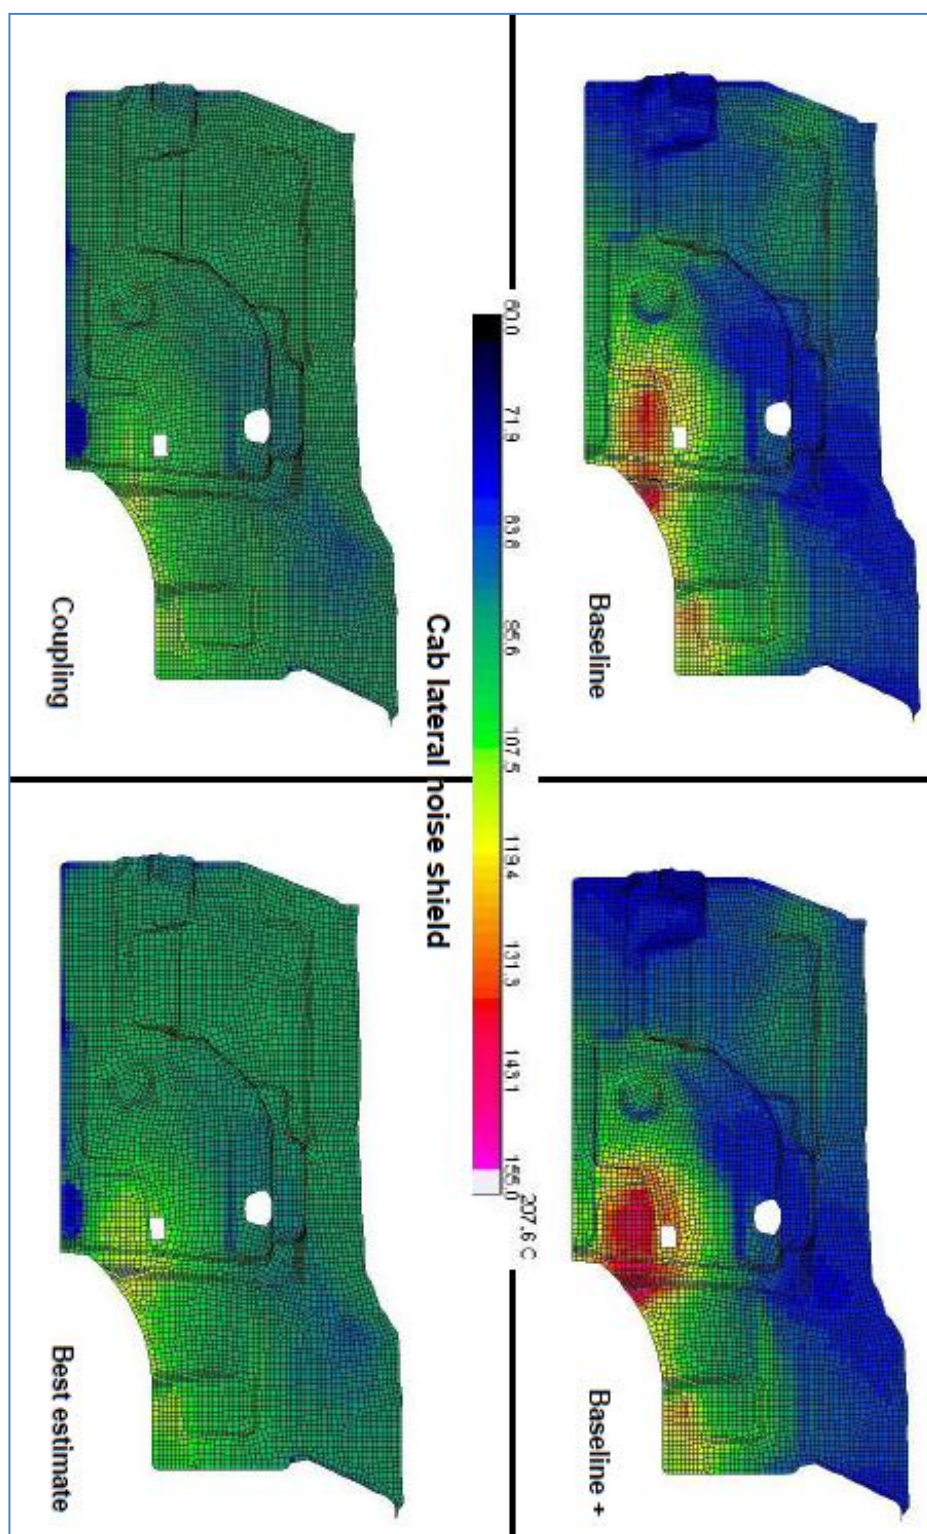 Baseline
Baseline +
60.0 71.9 83.8 95.6 107.5 119.4 131.3 143.1 155.0 207.6 C
Cab lateral noise shield
Coupling
Best estimate